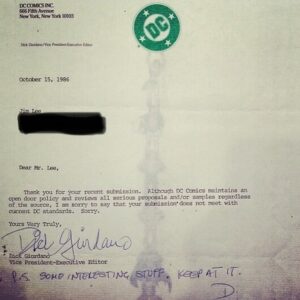 DC COMICS INC.
666 Fifth Avenue
New York, New York 10103
Dick Giordano/Vice President-Executive Editor
DC
October 15, 1986
Jim Lee
Dear Mr. Lee,
Thank you for your recent submission. Although DC Comics maintains an
open door policy and reviews all serious proposals and/or samples regardless
of the source, I am sorry to say that your submission does not meet with
current DC standards. Sorry.
Yours Very Truly,
Dick Giordano
Dick Giordano
Vice President-Executive Editor
P.S. SOME INTERESTING STUFF. KEEP AT IT.
D.